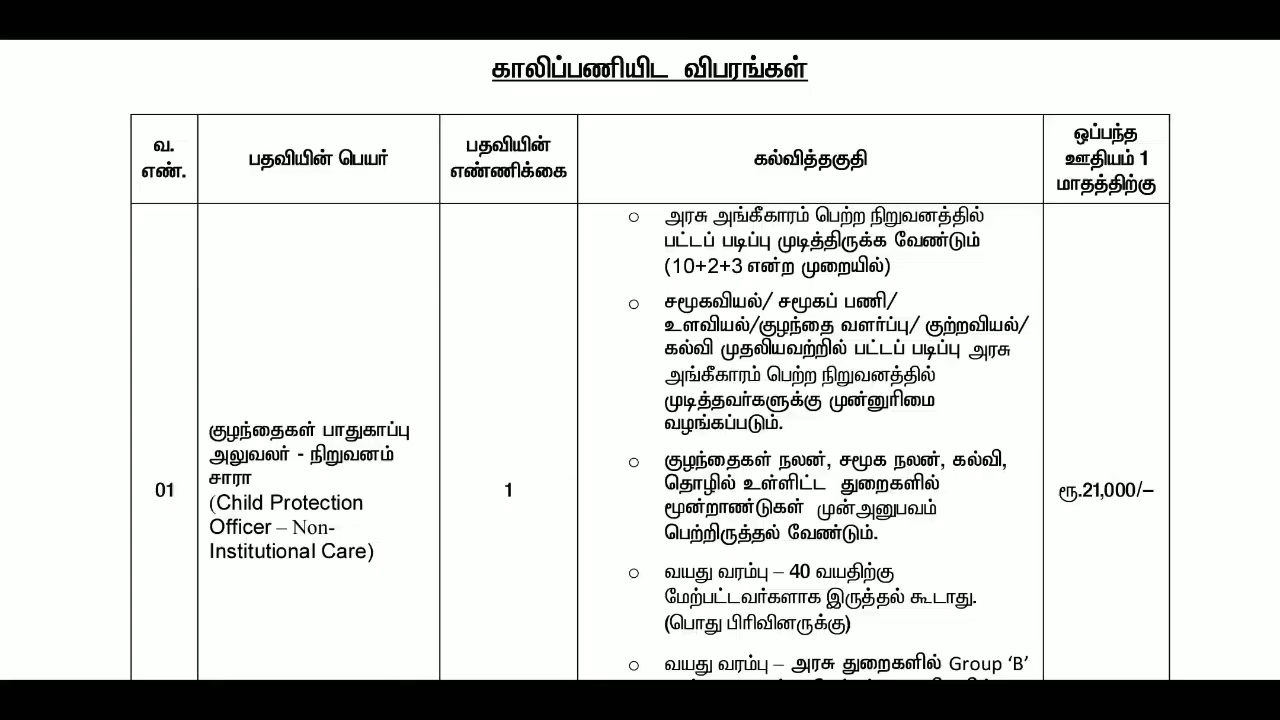 காலிப்பணியிட விபரங்கள்
வ.
எண்.
பதவியின் பெயர்
பதவியின்
எண்ணிக்கை
கல்வித்தகுதி
ஒப்பந்த
ஊதியம் 1
மாதத்திற்கு
01
குழந்தைகள் பாதுகாப்பு
அலுவலர் - நிறுவனம்
சாரா
(Child Protection
Officer – Non-
Institutional Care)
1
○ அரசு அங்கீகாரம் பெற்ற நிறுவனத்தில்
பட்டப் படிப்பு முடித்திருக்க வேண்டும்
(10+2+3 என்ற முறையில்)
○ சமூகவியல்/ சமூகப் பணி/
உளவியல்/குழந்தை வளர்ப்பு/ குற்றவியல்/
கல்வி முதலியவற்றில் பட்டப் படிப்பு அரசு
அங்கீகாரம் பெற்ற நிறுவனத்தில்
முடித்தவர்களுக்கு முன்னுரிமை
வழங்கப்படும்.
○ குழந்தைகள் நலன், சமூக நலன், கல்வி,
தொழில் உள்ளிட்ட துறைகளில்
மூன்றாண்டுகள் முன்அனுபவம்
பெற்றிருத்தல் வேண்டும்.
○ வயது வரம்பு – 40 வயதிற்கு
மேற்பட்டவர்களாக இருத்தல் கூடாது.
(பொது பிரிவினருக்கு)
○ வயது வரம்பு – அரசு துறைகளில் Group ‘B’
ரூ.21,000/–